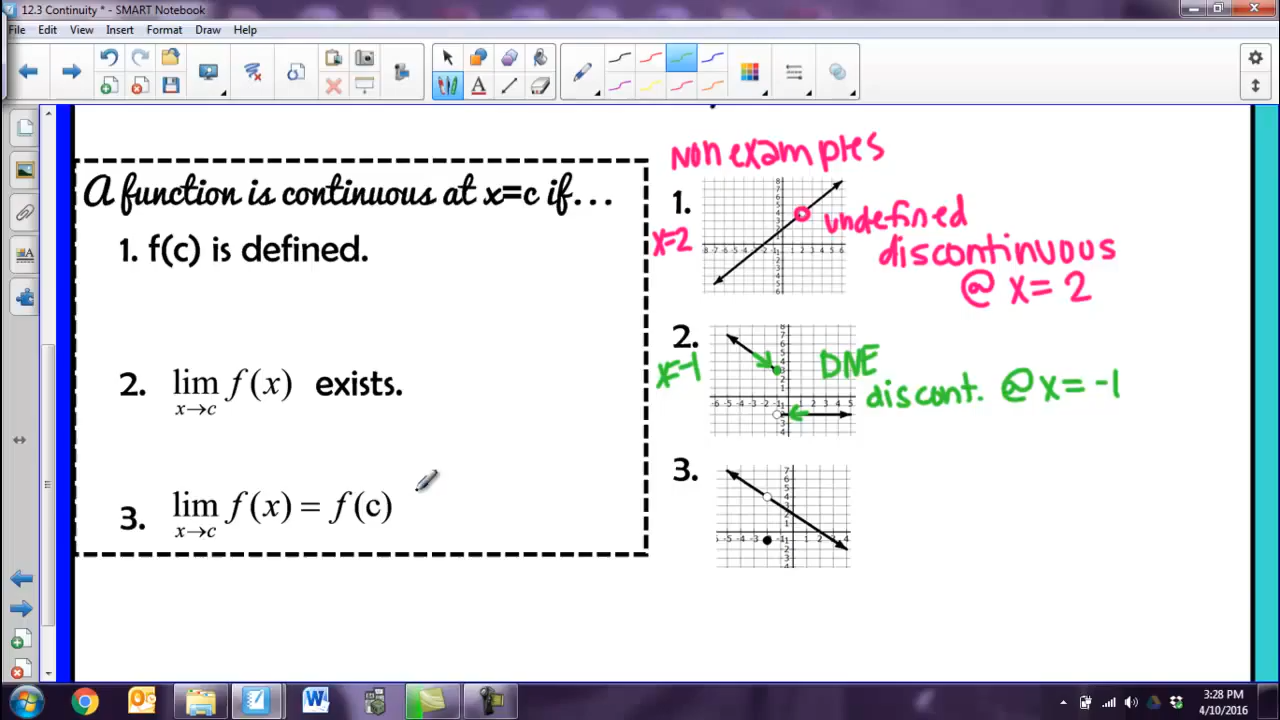 12.3 Continuity * - SMART Notebook
File Edit View Insert Format Draw Help
A function is continuous at x=c if...
1. f(c) is defined.
2. lim x→c f(x) exists.
3. lim x→c f(x) = f(c)
Non examples
1.
x=2
undefined
discontinuous
@ x= 2
2.
x=-1
DNE
discont. @ x= -1
3.
3:28 PM
4/10/2016